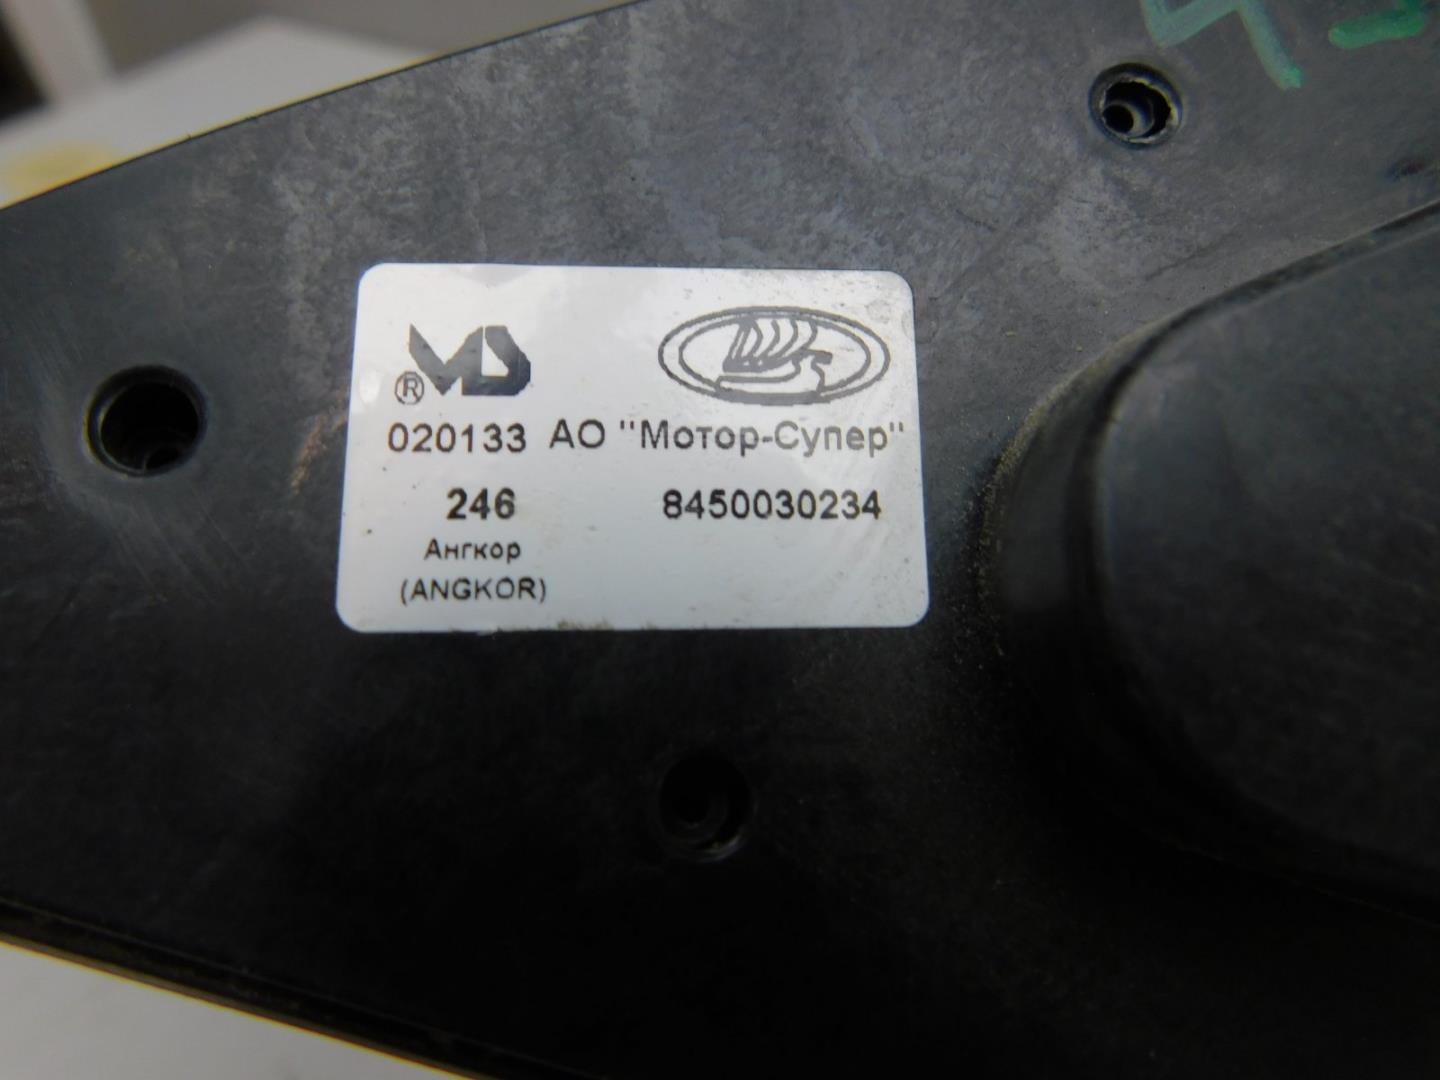 ®
020133 АО "Мотор-Супер"
246 8450030234
Ангкор
(ANGKOR)